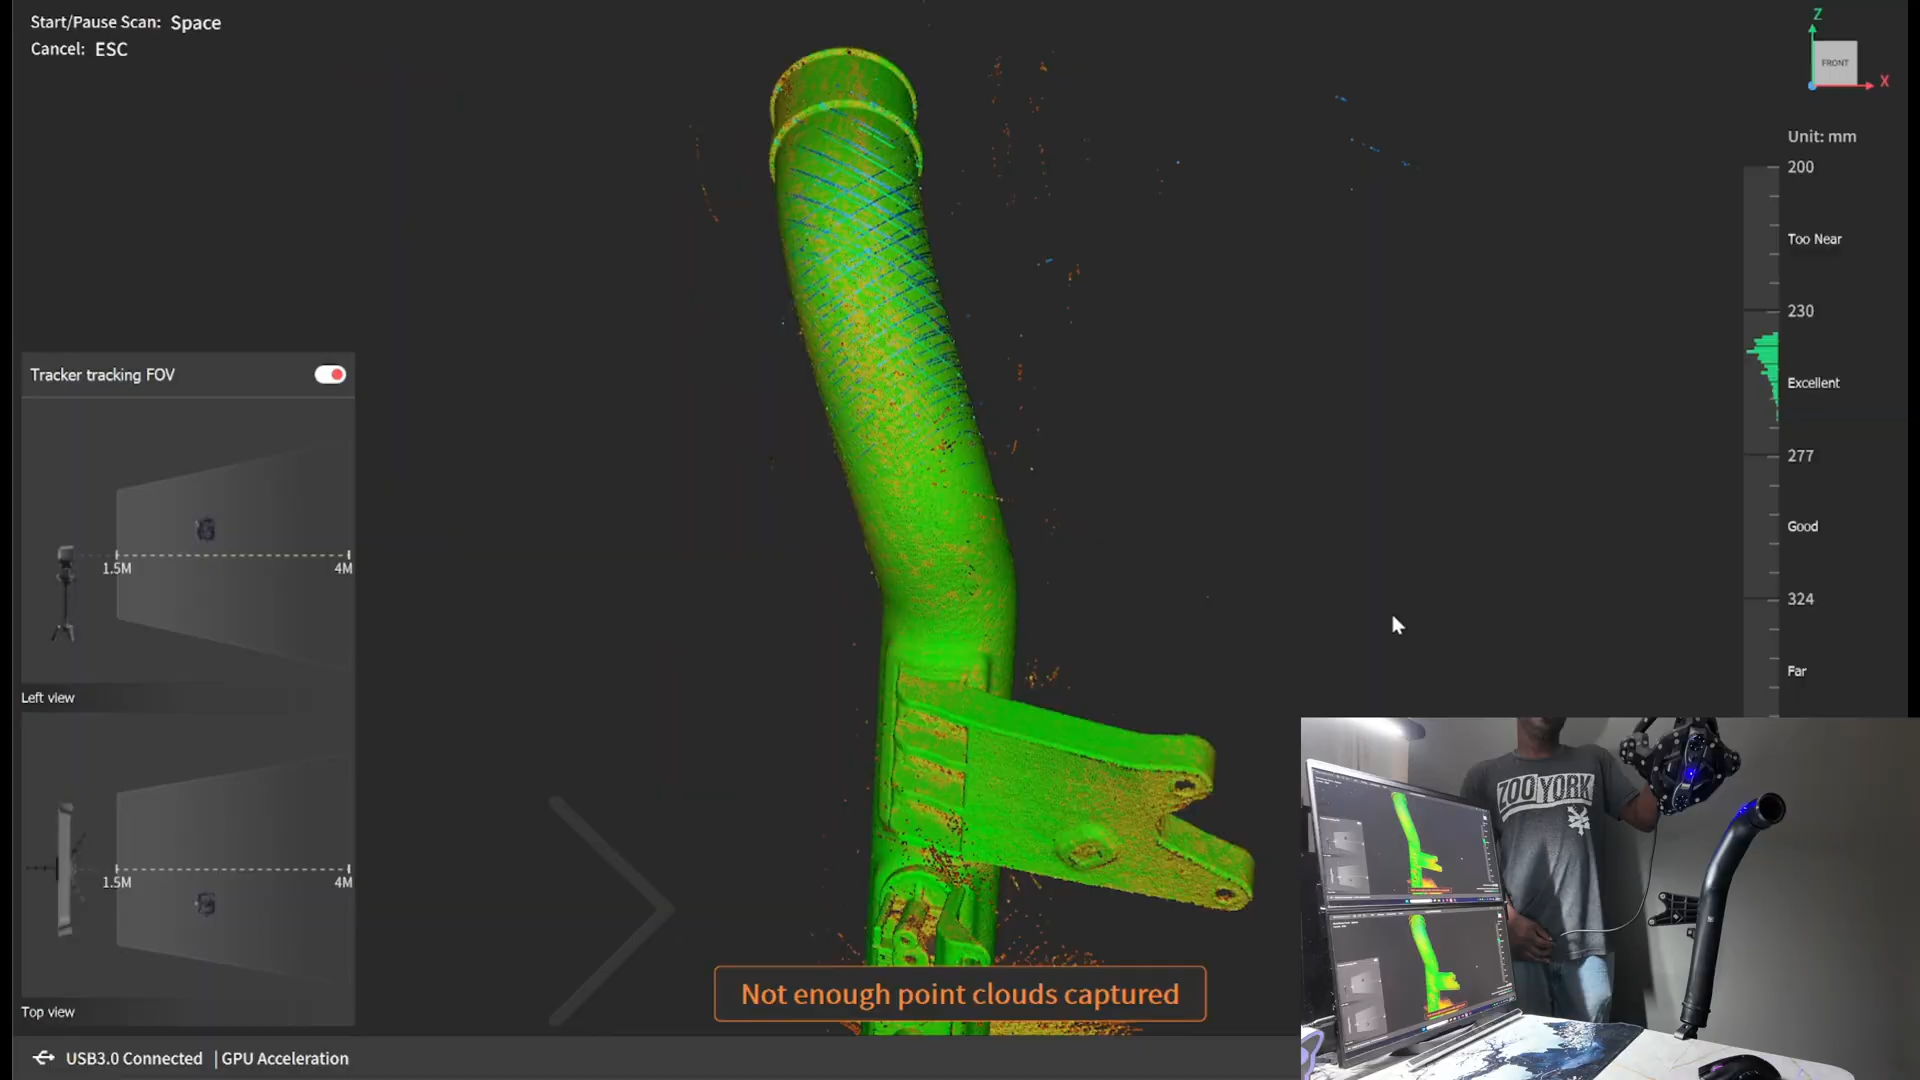 Start/Pause Scan: Space
Cancel: ESC
Z
FRONT
X
Unit: mm
200
Too Near
230
Excellent
277
Good
324
Far
Tracker tracking FOV
1.5M
4M
Left view
1.5M
4M
Top view
Not enough point clouds captured
USB3.0 Connected | GPU Acceleration
ZOO YORK